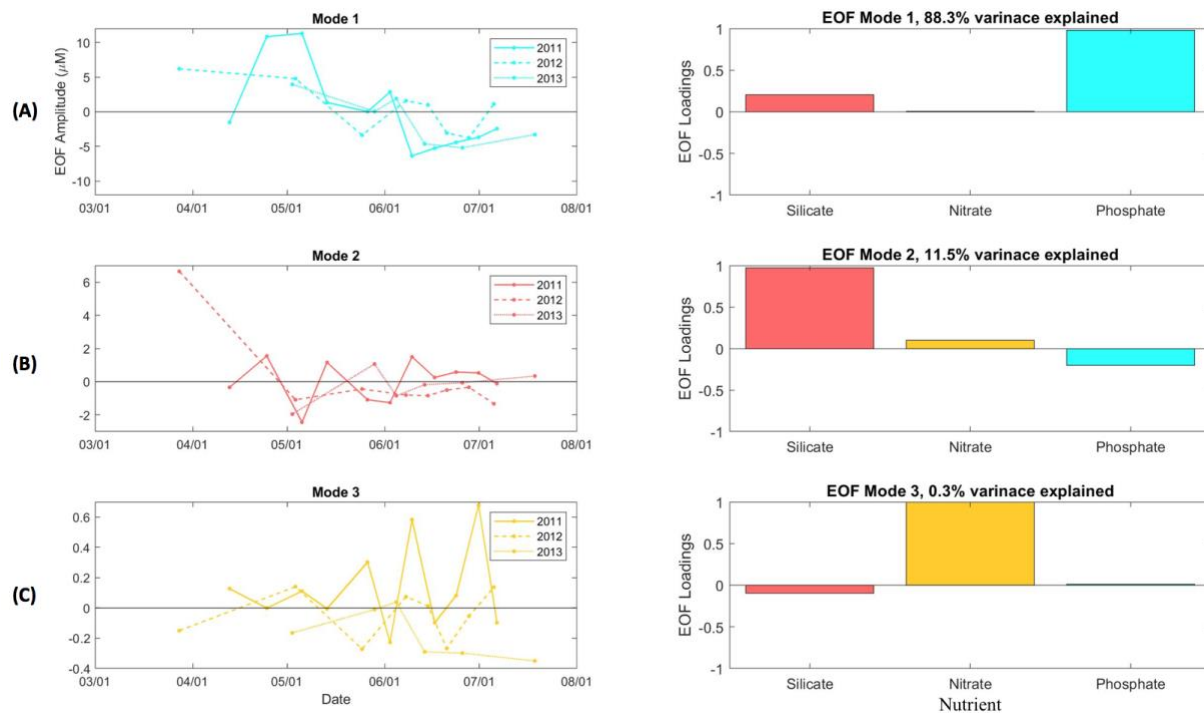 Mode 1
EOF Mode 1, 88.3% varinace explained
(A)
EOF Amplitude (μM)
10
5
0
-5
-10
2011
2012
2013
03/01 04/01 05/01 06/01 07/01 08/01
EOF Loadings
1
0.5
0
-0.5
-1
Silicate Nitrate Phosphate
Mode 2
EOF Mode 2, 11.5% varinace explained
(B)
6
4
2
0
-2
2011
2012
2013
03/01 04/01 05/01 06/01 07/01 08/01
EOF Loadings
1
0.5
0
-0.5
-1
Silicate Nitrate Phosphate
Mode 3
EOF Mode 3, 0.3% varinace explained
(C)
0.6
0.4
0.2
0
-0.2
-0.4
2011
2012
2013
03/01 04/01 05/01 06/01 07/01 08/01
Date
EOF Loadings
1
0.5
0
-0.5
-1
Silicate Nitrate Phosphate
Nutrient